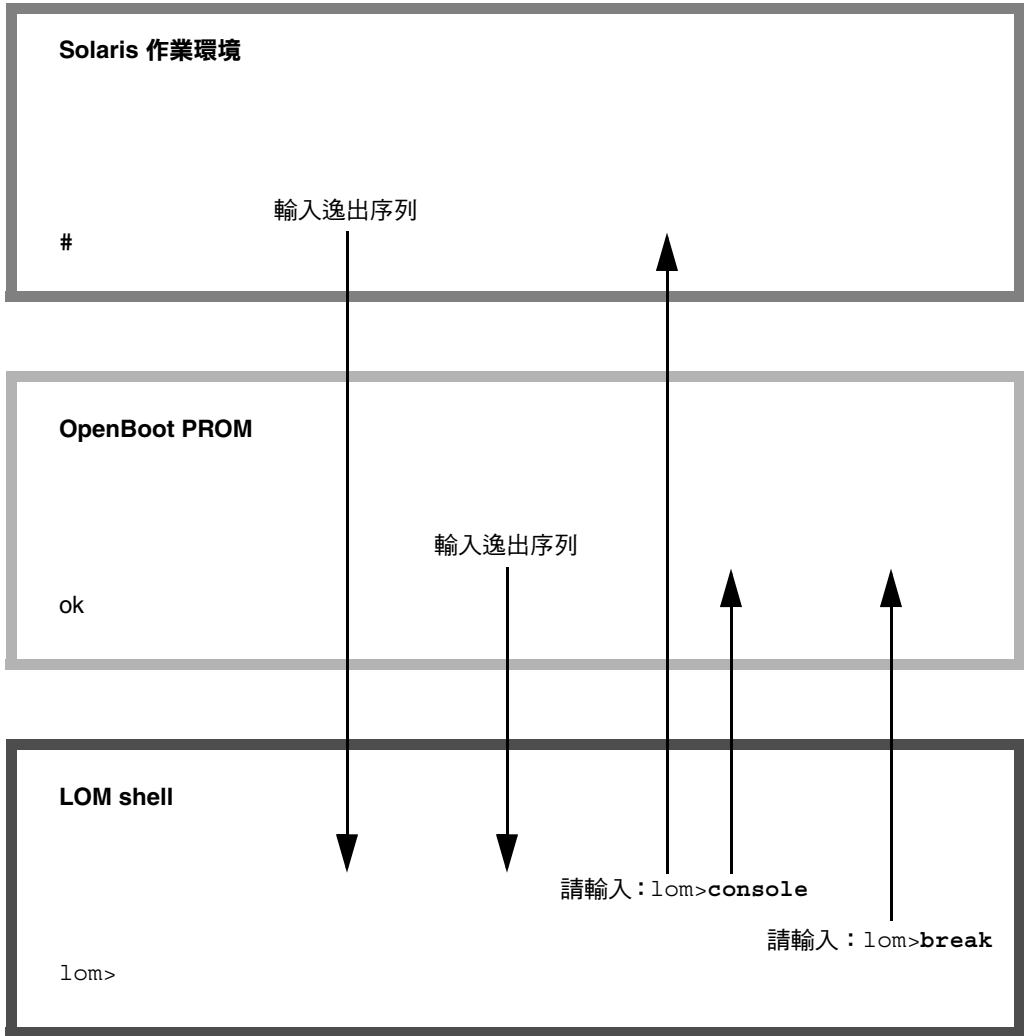 Solaris 作業環境
輸入逸出序列
#
OpenBoot PROM
輸入逸出序列
ok
LOM shell
請輸入：lom>console
請輸入：lom>break
lom>